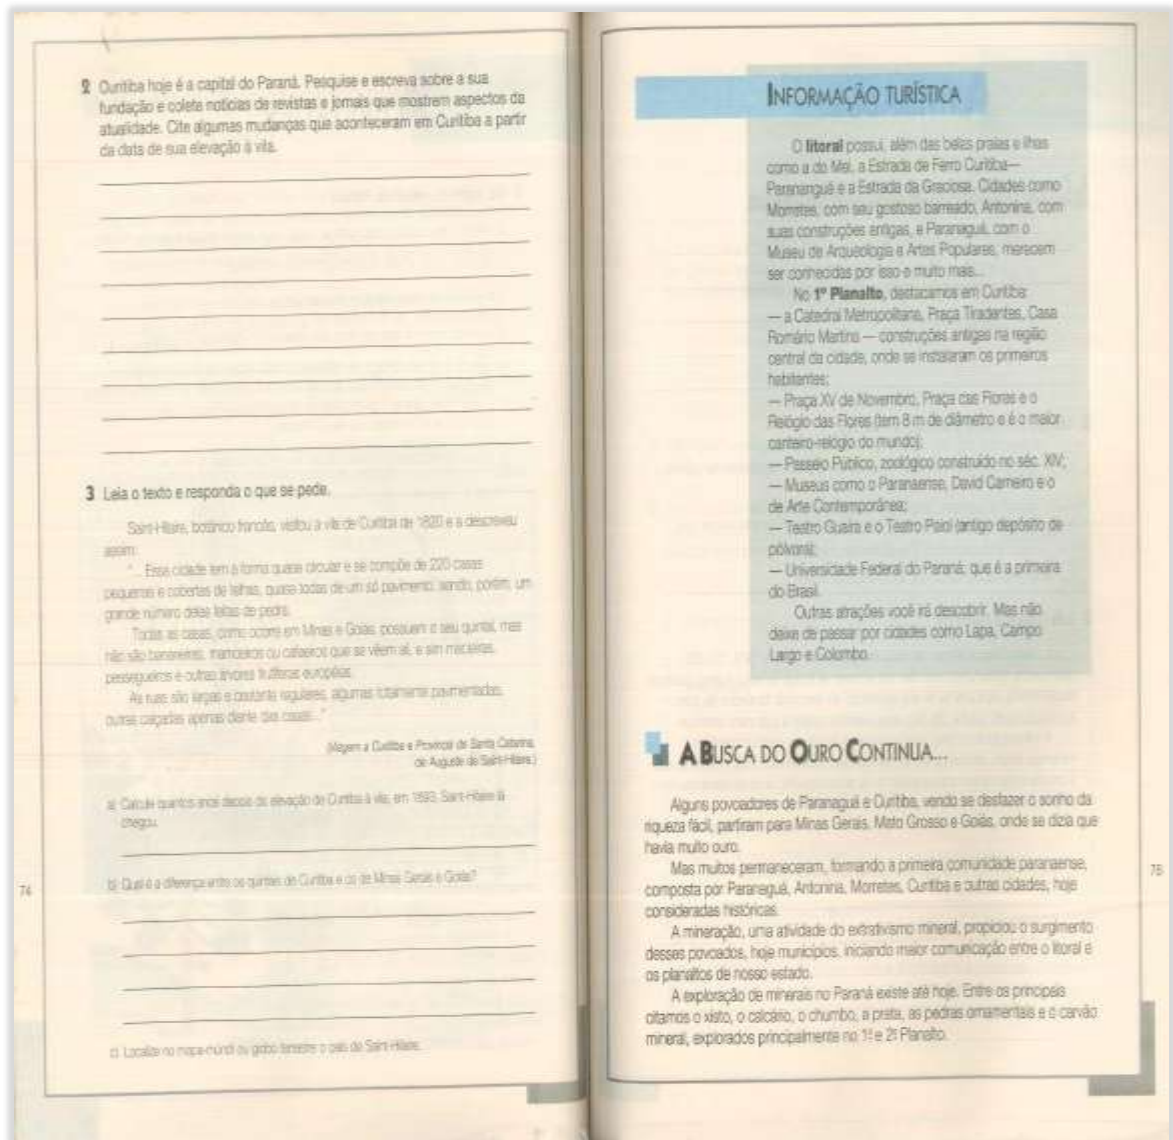 2 Curitiba hoje é a capital do Paraná. Pesquise e escreva sobre a sua
fundação e colete notícias de revistas e jornais que mostrem aspectos da
atualidade. Cite algumas mudanças que aconteceram em Curitiba a partir
da data de sua elevação à vila.
3 Leia o texto e responda o que se pede.
Saint-Hilaire, botânico francês, visitou a vila de Curitiba de 1820 e a descreveu
assim:
"... Essa cidade tem a forma quase circular e se compõe de 220 casas
pequenas e cobertas de telhas, quase todas de um só pavimento, sendo, porém, um
grande número delas feitas de pedra.
Todas as casas, como ocorre em Minas e Goiás, possuem o seu quintal, mas
não são bananeiras, mamoeiros ou cafeeiros que se vêem aí, e sim macieiras,
pessegueiros e outras árvores frutíferas européias.
As ruas são largas e bastante regulares, algumas totalmente pavimentadas,
outras calçadas apenas diante das casas..."
(Viagem a Curitiba e Província de Santa Catarina,
de Auguste de Saint-Hilaire.)
a) Calcule quantos anos depois da elevação de Curitiba à vila, em 1693, Saint-Hilaire lá
chegou.
b) Qual é a diferença entre os quintais de Curitiba e os de Minas Gerais e Goiás?
c) Localize no mapa-múndi ou globo terrestre o país de Saint-Hilaire.
74
INFORMAÇÃO TURÍSTICA
O litoral possui, além das belas praias e ilhas
como a do Mel, a Estrada de Ferro Curitiba—
Paranaguá e a Estrada da Graciosa. Cidades como
Morretes, com seu gostoso barreado, Antonina, com
suas construções antigas, e Paranaguá, com o
Museu de Arqueologia e Artes Populares, merecem
ser conhecidas por isso e muito mais...
No 1º Planalto, destacamos em Curitiba:
— a Catedral Metropolitana, Praça Tiradentes, Casa
Romário Martins — construções antigas na região
central da cidade, onde se instalaram os primeiros
habitantes;
— Praça XV de Novembro, Praça das Flores e o
Relógio das Flores (tem 8 m de diâmetro e é o maior
canteiro-relógio do mundo);
— Passeio Público, zoológico construído no séc. XIV;
— Museus como o Paranaense, David Carneiro e o
de Arte Contemporânea;
— Teatro Guaíra e o Teatro Paiol (antigo depósito de
pólvora);
— Universidade Federal do Paraná, que é a primeira
do Brasil.
Outras atrações você irá descobrir. Mas não
deixe de passar por cidades como Lapa, Campo
Largo e Colombo.
A BUSCA DO OURO CONTINUA...
Alguns povoadores de Paranaguá e Curitiba, vendo se desfazer o sonho da
riqueza fácil, partiram para Minas Gerais, Mato Grosso e Goiás, onde se dizia que
havia muito ouro.
Mas muitos permaneceram, formando a primeira comunidade paranaense,
composta por Paranaguá, Antonina, Morretes, Curitiba e outras cidades, hoje
consideradas históricas.
A mineração, uma atividade do extrativismo mineral, propiciou o surgimento
desses povoados, hoje municípios, iniciando maior comunicação entre o litoral e
os planaltos de nosso estado.
A exploração de minerais no Paraná existe até hoje. Entre os principais
citamos o xisto, o calcário, o chumbo, a prata, as pedras ornamentais e o carvão
mineral, explorados principalmente no 1º e 2º Planalto.
75